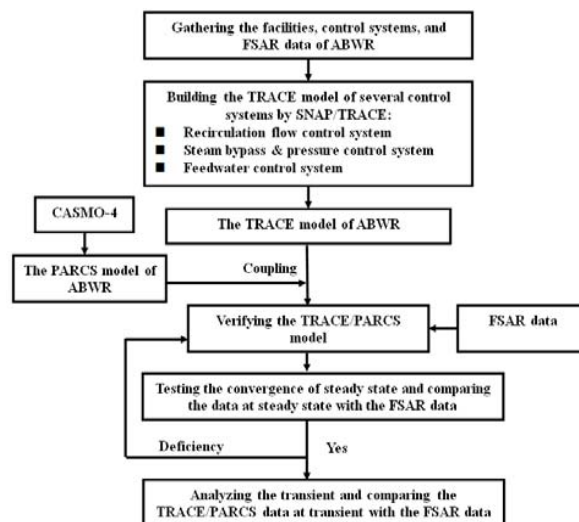 Gathering the facilities, control systems, and
FSAR data of ABWR
Building the TRACE model of several control
systems by SNAP/TRACE:
■ Recirculation flow control system
■ Steam bypass & pressure control system
■ Feedwater control system
CASMO-4
The TRACE model of ABWR
The PARCS model of
ABWR
Coupling
Verifying the TRACE/PARCS
model
FSAR data
Testing the convergence of steady state and comparing
the data at steady state with the FSAR data
Deficiency
Yes
Analyzing the transient and comparing the
TRACE/PARCS data at transient with the FSAR data